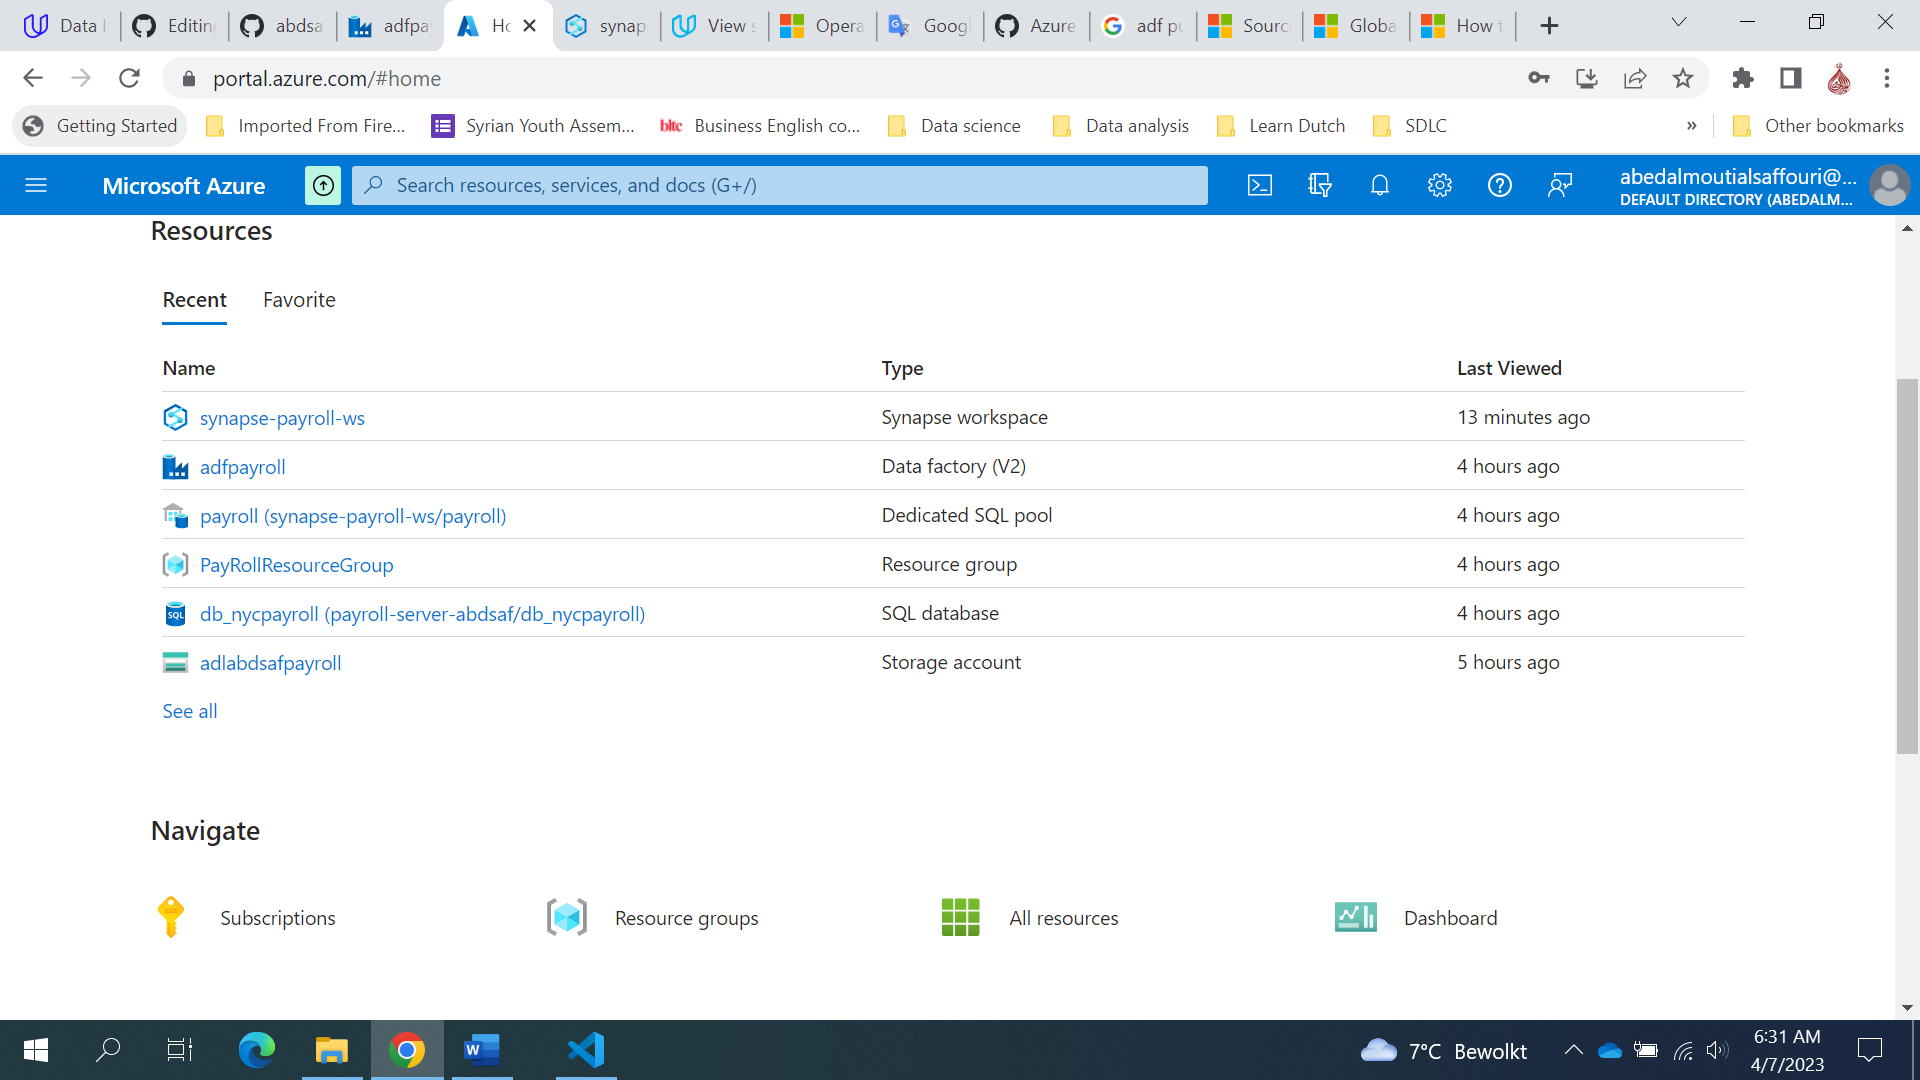 Data I
Editing
abdsa
adfpay
Ho
synaps
View s
Opera
Googl
Azure
adf pu
Sourc
Globa
How t
portal.azure.com/#home
Getting Started
Imported From Fire...
Syrian Youth Assem...
bltc Business English co...
Data science
Data analysis
Learn Dutch
SDLC
»
Other bookmarks
Microsoft Azure
Search resources, services, and docs (G+/)
abedalmoutialsaffouri@...
DEFAULT DIRECTORY (ABEDALM...
Resources
Recent Favorite
Name Type Last Viewed
synapse-payroll-ws Synapse workspace 13 minutes ago
adfpayroll Data factory (V2) 4 hours ago
payroll (synapse-payroll-ws/payroll) Dedicated SQL pool 4 hours ago
PayRollResourceGroup Resource group 4 hours ago
SQL db_nycpayroll (payroll-server-abdsaf/db_nycpayroll) SQL database 4 hours ago
adlabdsafpayroll Storage account 5 hours ago
See all
Navigate
Subscriptions Resource groups All resources Dashboard
W
7°C Bewolkt
6:31 AM
4/7/2023